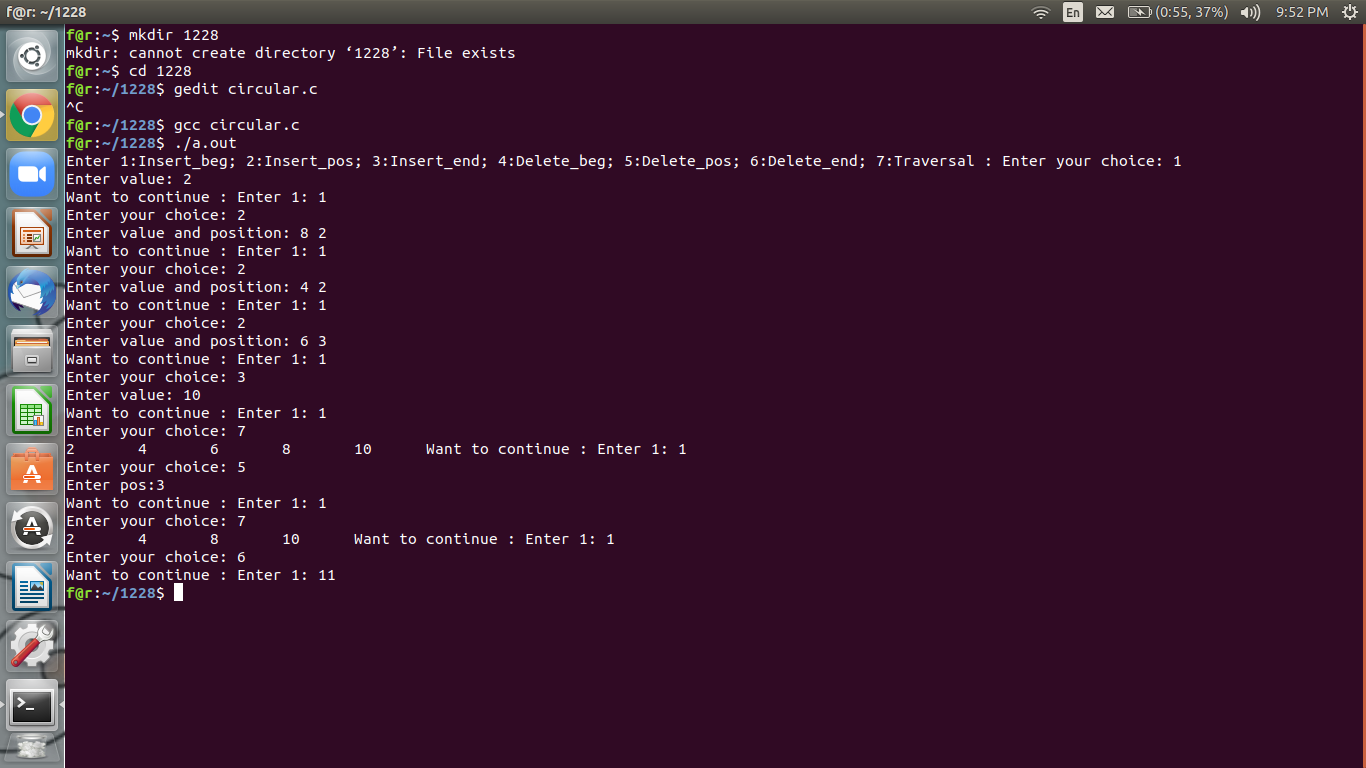 f@r: ~/1228
En
(0:55, 37%)
9:52 PM
f@r:~$ mkdir 1228
mkdir: cannot create directory ‘1228’: File exists
f@r:~$ cd 1228
f@r:~/1228$ gedit circular.c
^C
f@r:~/1228$ gcc circular.c
f@r:~/1228$ ./a.out
Enter 1:Insert_beg; 2:Insert_pos; 3:Insert_end; 4:Delete_beg; 5:Delete_pos; 6:Delete_end; 7:Traversal : Enter your choice: 1
Enter value: 2
Want to continue : Enter 1: 1
Enter your choice: 2
Enter value and position: 8 2
Want to continue : Enter 1: 1
Enter your choice: 2
Enter value and position: 4 2
Want to continue : Enter 1: 1
Enter your choice: 2
Enter value and position: 6 3
Want to continue : Enter 1: 1
Enter your choice: 3
Enter value: 10
Want to continue : Enter 1: 1
Enter your choice: 7
2       4       6       8       10      Want to continue : Enter 1: 1
Enter your choice: 5
Enter pos:3
Want to continue : Enter 1: 1
Enter your choice: 7
2       4       8       10      Want to continue : Enter 1: 1
Enter your choice: 6
Want to continue : Enter 1: 11
f@r:~/1228$